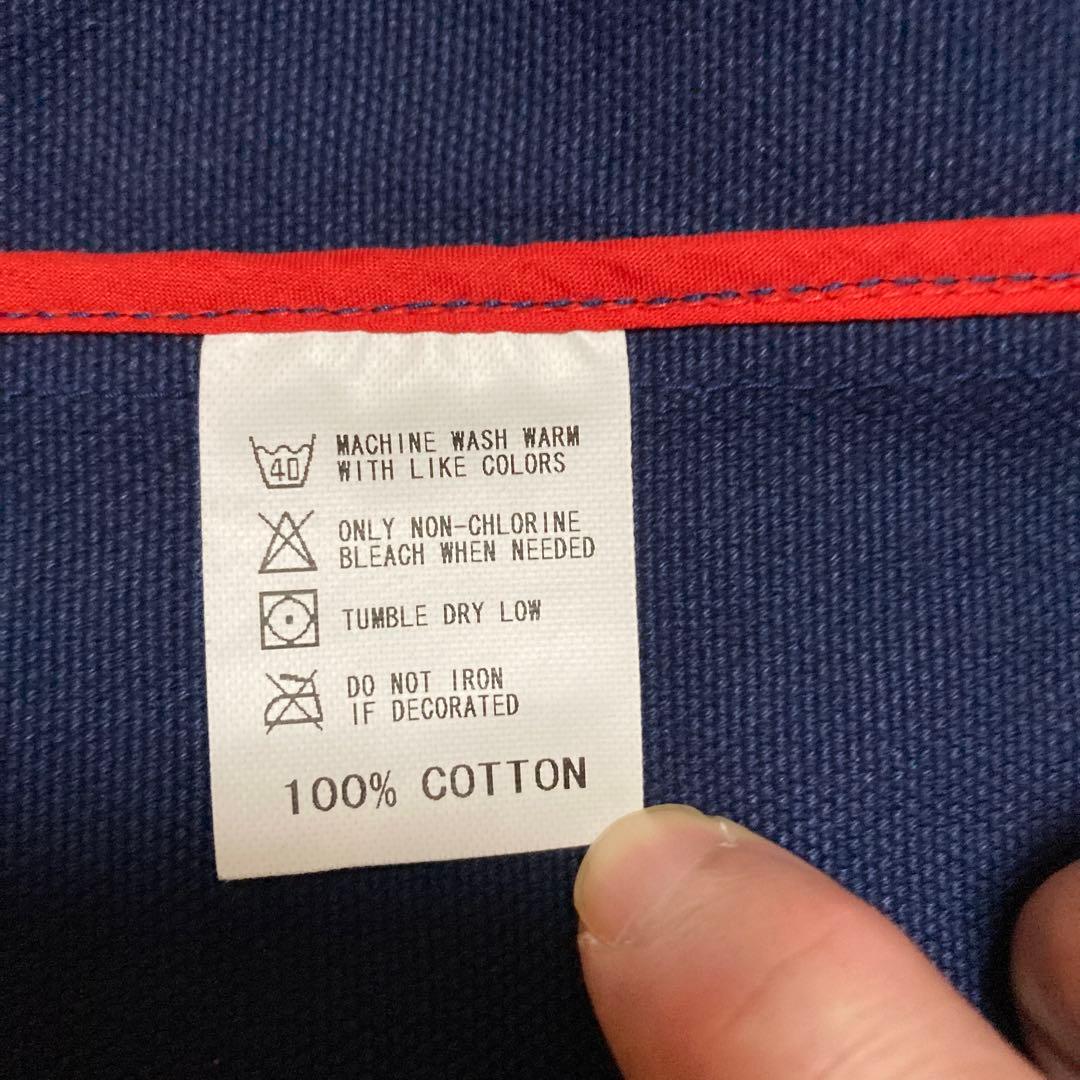 40 MACHINE WASH WARM
WITH LIKE COLORS
ONLY NON-CHLORINE
BLEACH WHEN NEEDED
TUMBLE DRY LOW
DO NOT IRON
IF DECORATED
100% COTTON